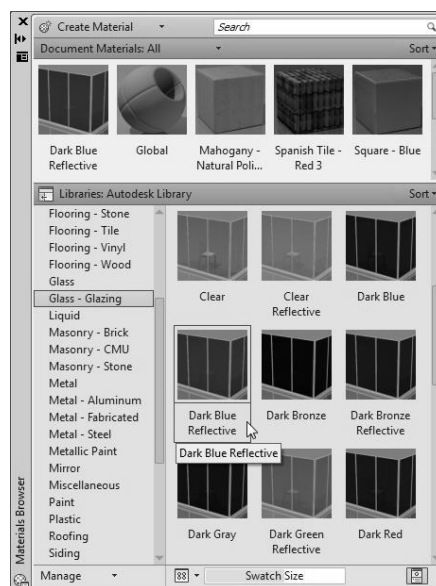 Create Material
Search
Document Materials: All
Sort
Dark Blue
Reflective
Global
Mahogany -
Natural Poli...
Spanish Tile -
Red 3
Square - Blue
Libraries: Autodesk Library
Sort
Flooring - Stone
Flooring - Tile
Flooring - Vinyl
Flooring - Wood
Glass
Glass - Glazing
Liquid
Masonry - Brick
Masonry - CMU
Masonry - Stone
Metal
Metal - Aluminum
Metal - Fabricated
Metal - Steel
Metallic Paint
Mirror
Miscellaneous
Paint
Plastic
Roofing
Siding
Clear
Clear
Reflective
Dark Blue
Dark Blue
Reflective
Dark Bronze
Dark Bronze
Reflective
Dark Blue Reflective
Dark Gray
Dark Green
Reflective
Dark Red
Materials Browser
Manage
Swatch Size